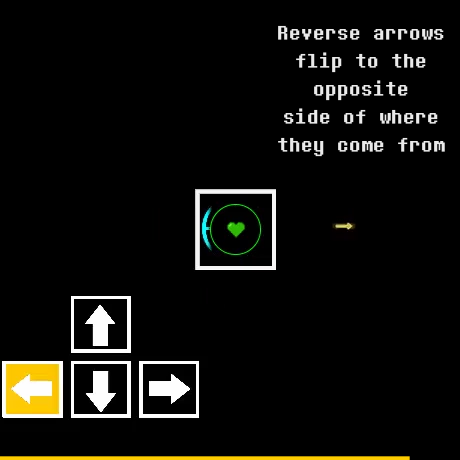 Reverse arrows
flip to the
opposite
side of where
they come from